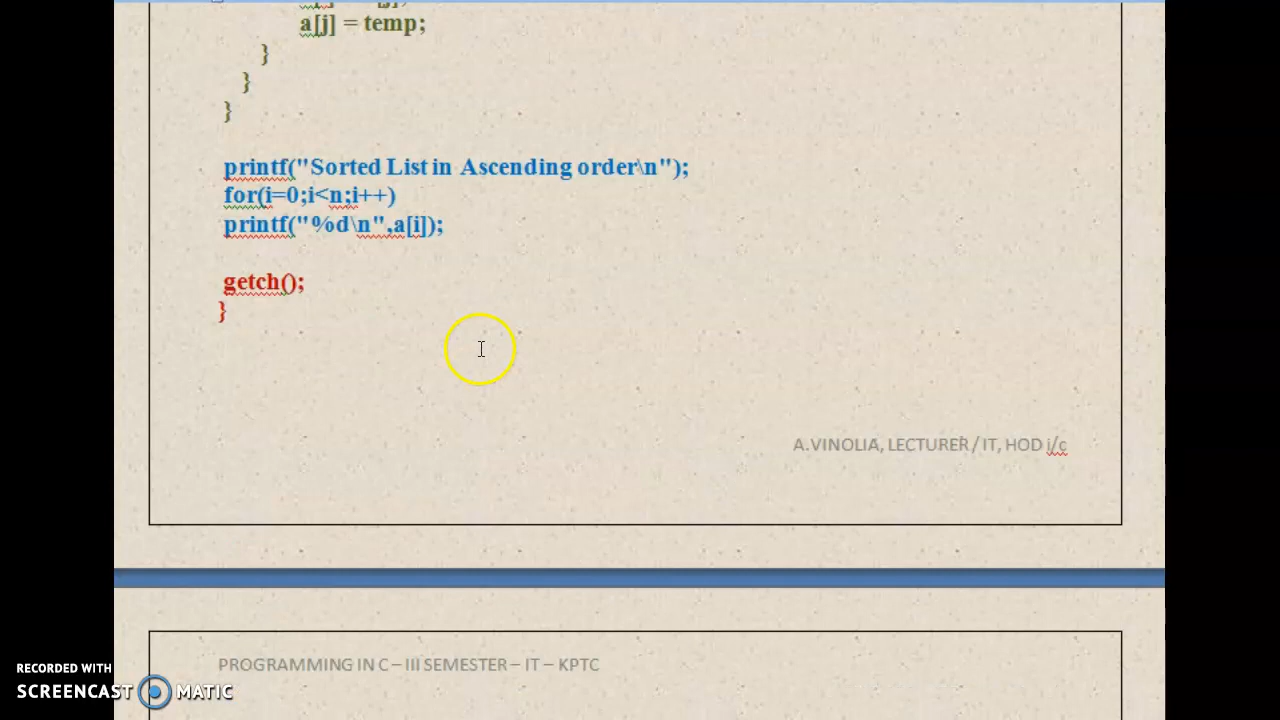 a[j] = temp;
}
}
}
printf("Sorted List in Ascending order\n");
for(i=0;i<n;i++)
printf("%d\n",a[i]);
getch();
}
A.VINOLIA, LECTURER / IT, HOD i/c
PROGRAMMING IN C – III SEMESTER – IT – KPTC
RECORDED WITH
SCREENCAST MATIC